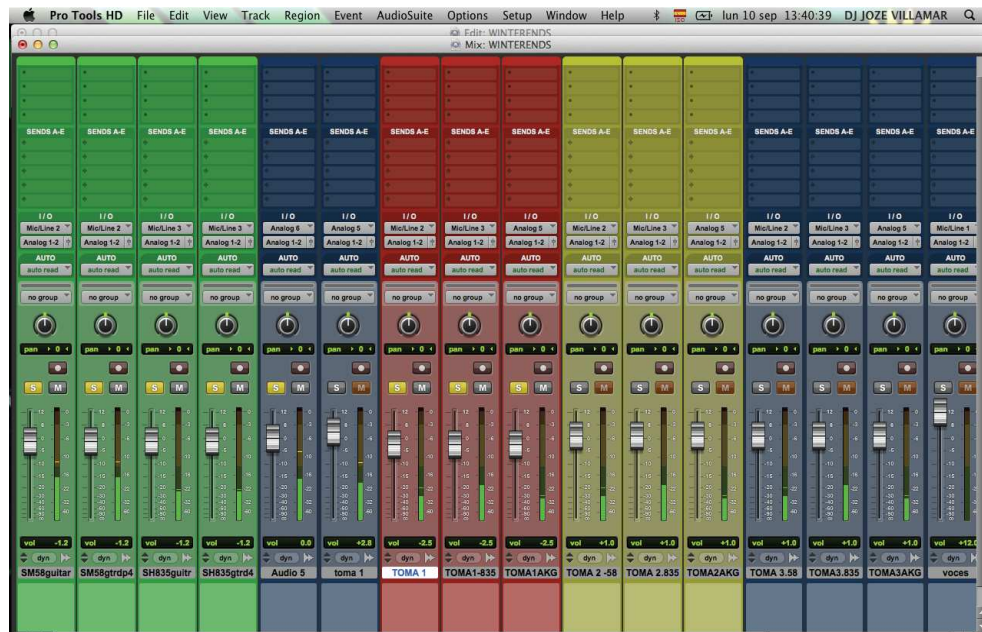 Pro Tools HD File Edit View Track Region Event AudioSuite Options Setup Window Help lun 10 sep 13:40:39 DJ JOZE VILLAMAR
Edit: WINTERENDS
Mix: WINTERENDS
SENDS A-E SENDS A-E SENDS A-E SENDS A-E SENDS A-E SENDS A-E SENDS A-E SENDS A-E SENDS A-E SENDS A-E SENDS A-E SENDS A-E SENDS A-E SENDS A-E SENDS A-E SENDS A-E
I/O I/O I/O I/O I/O I/O I/O I/O I/O I/O I/O I/O I/O I/O I/O I/O
Mic/Line 2 Mic/Line 2 Mic/Line 3 Mic/Line 3 Analog 6 Analog 5 Mic/Line 2 Mic/Line 3 Analog 5 Mic/Line 2 Mic/Line 3 Analog 5 Mic/Line 2 Mic/Line 3 Analog 5 Mic/Line 1
Analog 1-2 Analog 1-2 Analog 1-2 Analog 1-2 Analog 1-2 Analog 1-2 Analog 1-2 Analog 1-2 Analog 1-2 Analog 1-2 Analog 1-2 Analog 1-2 Analog 1-2 Analog 1-2 Analog 1-2 Analog 1-2
AUTO AUTO AUTO AUTO AUTO AUTO AUTO AUTO AUTO AUTO AUTO AUTO AUTO AUTO AUTO AUTO
auto read auto read auto read auto read auto read auto read auto read auto read auto read auto read auto read auto read auto read auto read auto read auto read
no group no group no group no group no group no group no group no group no group no group no group no group no group no group no group no group
pan 0 pan 0 pan 0 pan 0 pan 0 pan 0 pan 0 pan 0 pan 0 pan 0 pan 0 pan 0 pan 0 pan 0 pan 0 pan 0
S M S M S M S M S M S M S M S M S M S M S M S M S M S M S M S M
vol -1.2 vol -1.2 vol -1.2 vol -1.2 vol 0.0 vol +2.8 vol -2.5 vol -2.5 vol -2.5 vol +1.0 vol +1.0 vol +1.0 vol +1.0 vol +1.0 vol +1.0 vol +12.0
dyn dyn dyn dyn dyn dyn dyn dyn dyn dyn dyn dyn dyn dyn dyn dyn
SM58guitar SM58gtrdp4 SH835guitr SH835gtrd4 Audio 5 toma 1 TOMA 1 TOMA1-835 TOMA1AKG TOMA 2 -58 TOMA 2.835 TOMA2AKG TOMA 3.58 TOMA3.835 TOMA3AKG voces